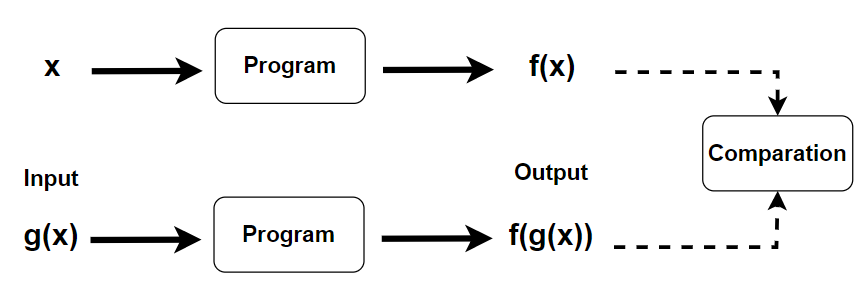 x
Program
f(x)
Comparation
Input
Output
g(x)
Program
f(g(x))